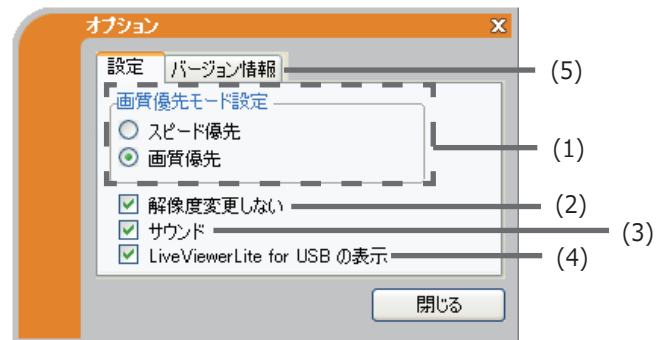 オプション
設定 バージョン情報 (5)
画質優先モード設定
スピード優先
画質優先 (1)
解像度変更しない (2)
サウンド (3)
LiveViewerLite for USB の表示 (4)
閉じる